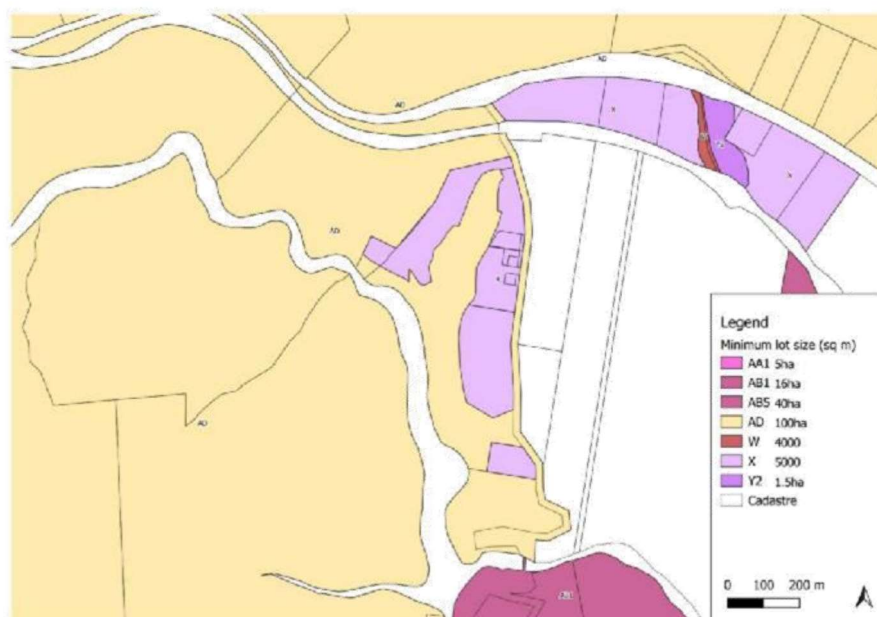 AD
AD
X
Y2
X
AD
X
AD
Legend
Minimum lot size (sq m)
AA1 5ha
AB1 16ha
AB5 40ha
AD 100ha
W 4000
X 5000
Y2 1.5ha
Cadastre
0 100 200 m